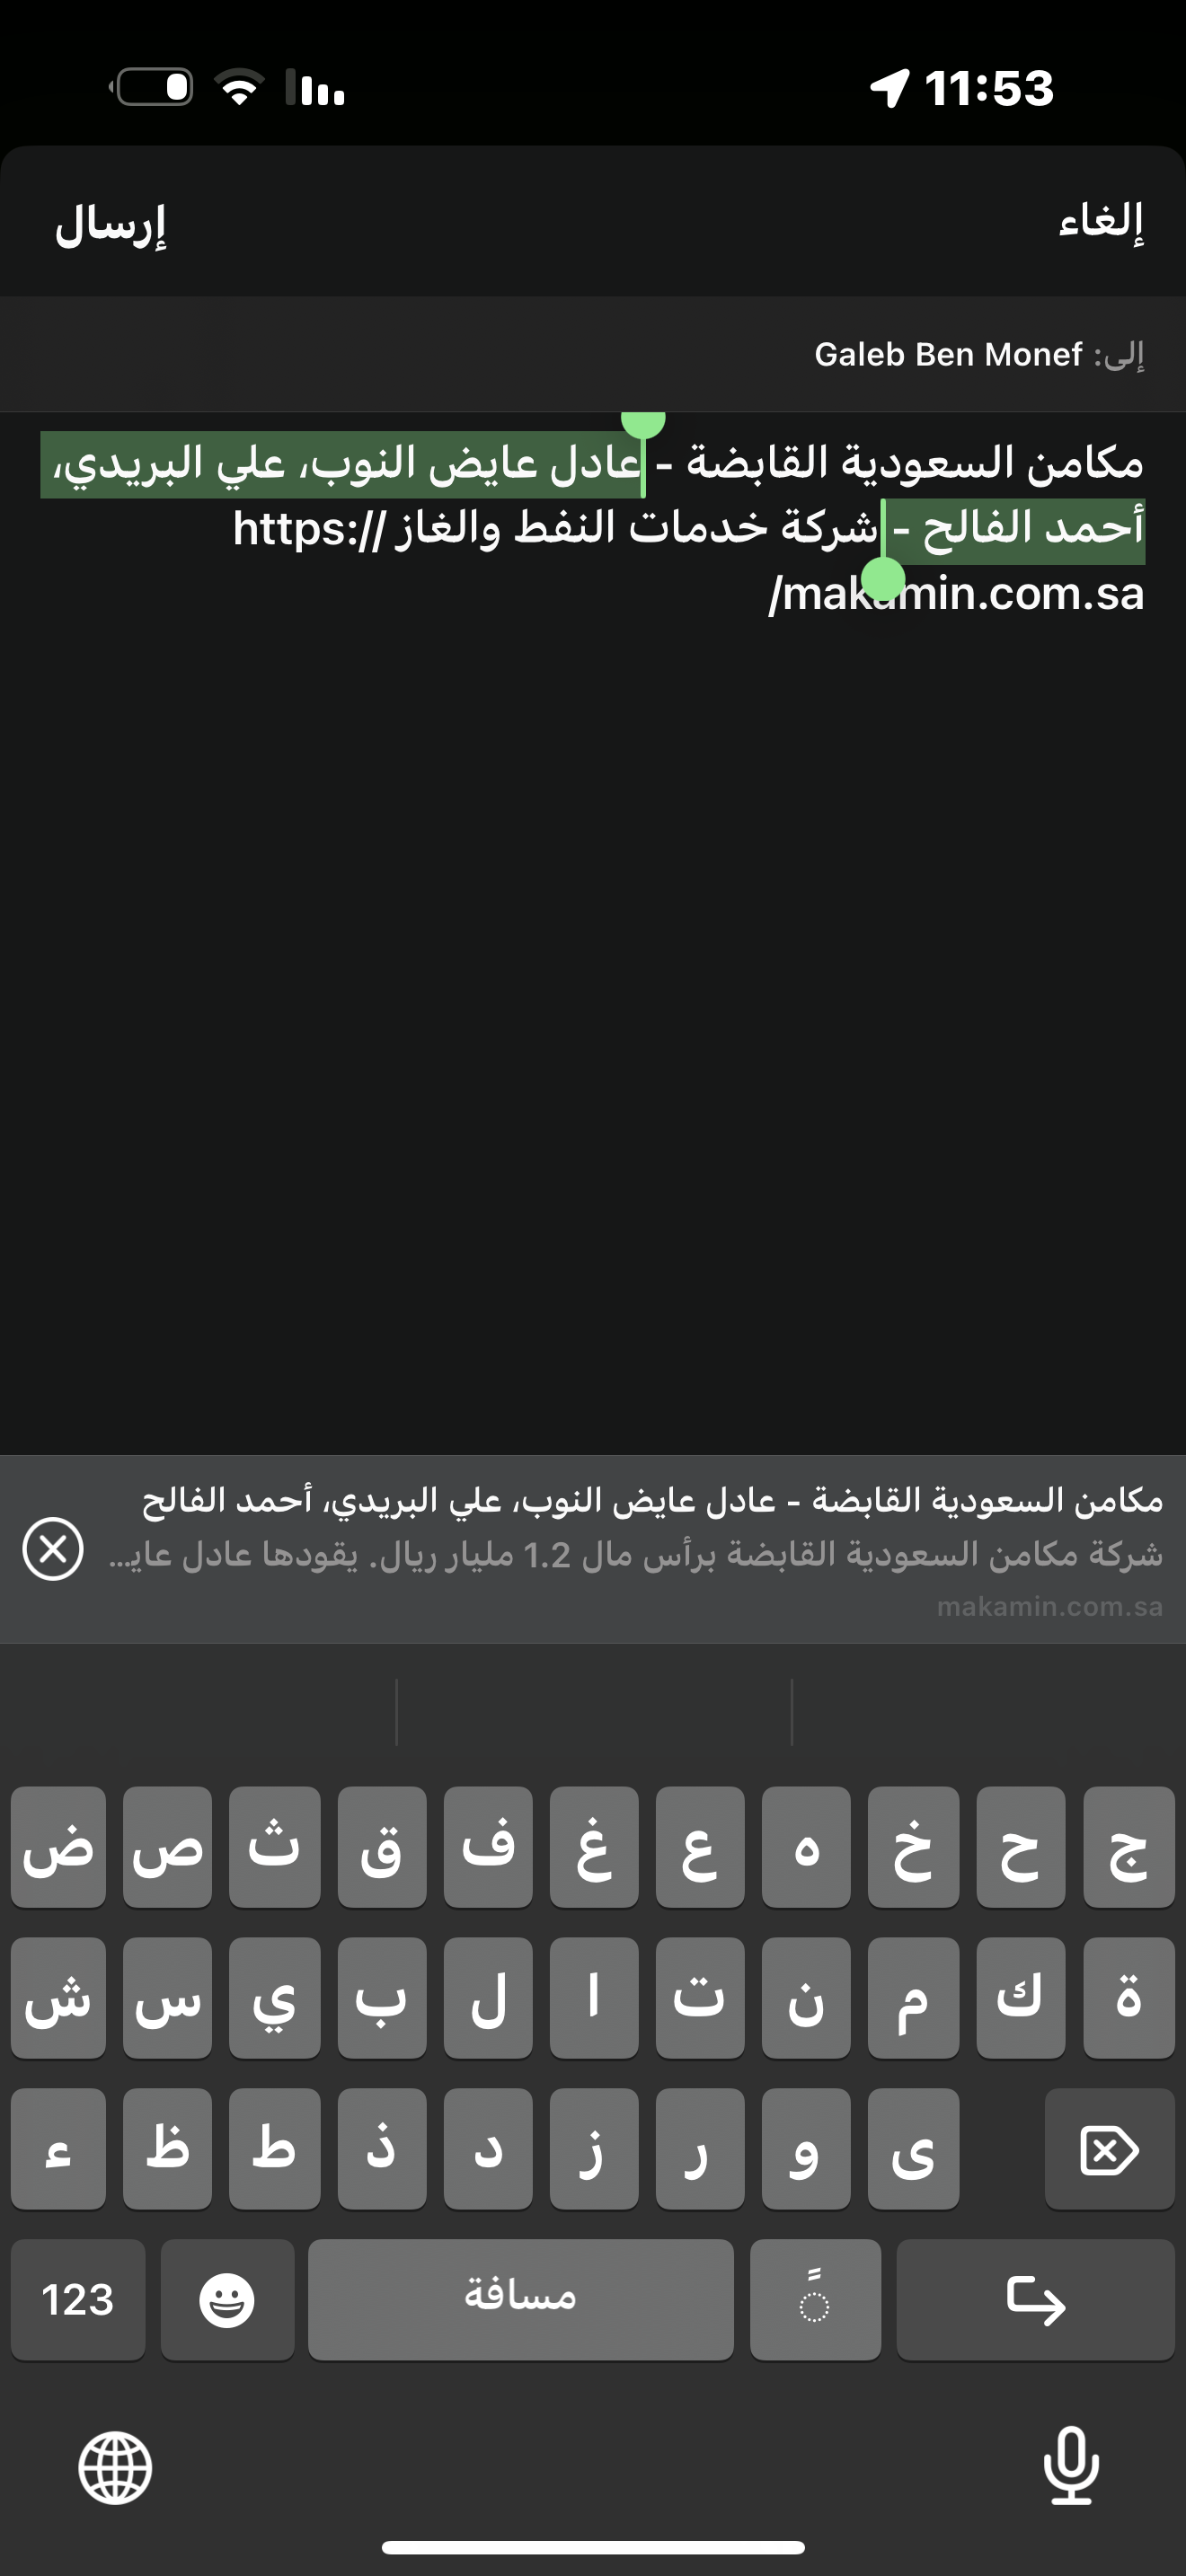 11:53
إلغاء
إرسال
إلى: Galeb Ben Monef
مكامن السعودية القابضة - عادل عايض النوب، علي البريدي،
أحمد الفالح - شركة خدمات النفط والغاز https://
makamin.com.sa/
مكامن السعودية القابضة - عادل عايض النوب، علي البريدي، أحمد الفالح
شركة مكامن السعودية القابضة برأس مال 1.2 مليار ريال. يقودها عادل عايـ...
makamin.com.sa
ض ص ث ق ف غ ع ه خ ح ج
ش س ي ب ل ا ت ن م ك ة
ء ظ ط ذ د ز ر و ى
123 مسافة